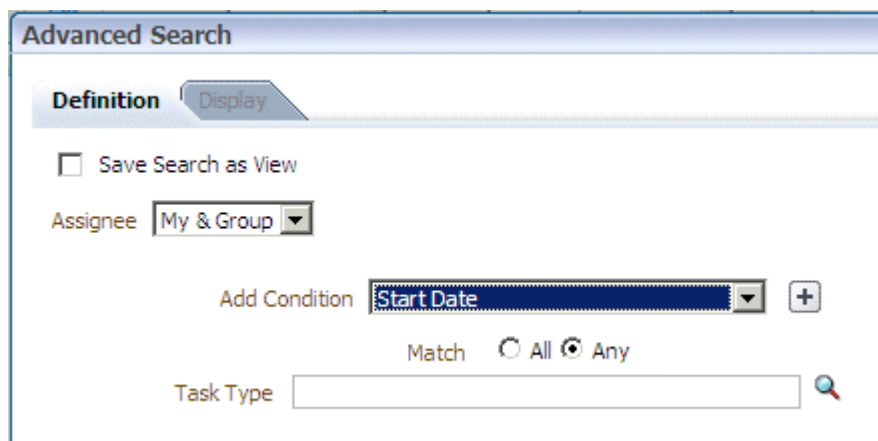 Advanced Search
Definition Display
Save Search as View
Assignee My & Group
Add Condition Start Date
Match All Any
Task Type